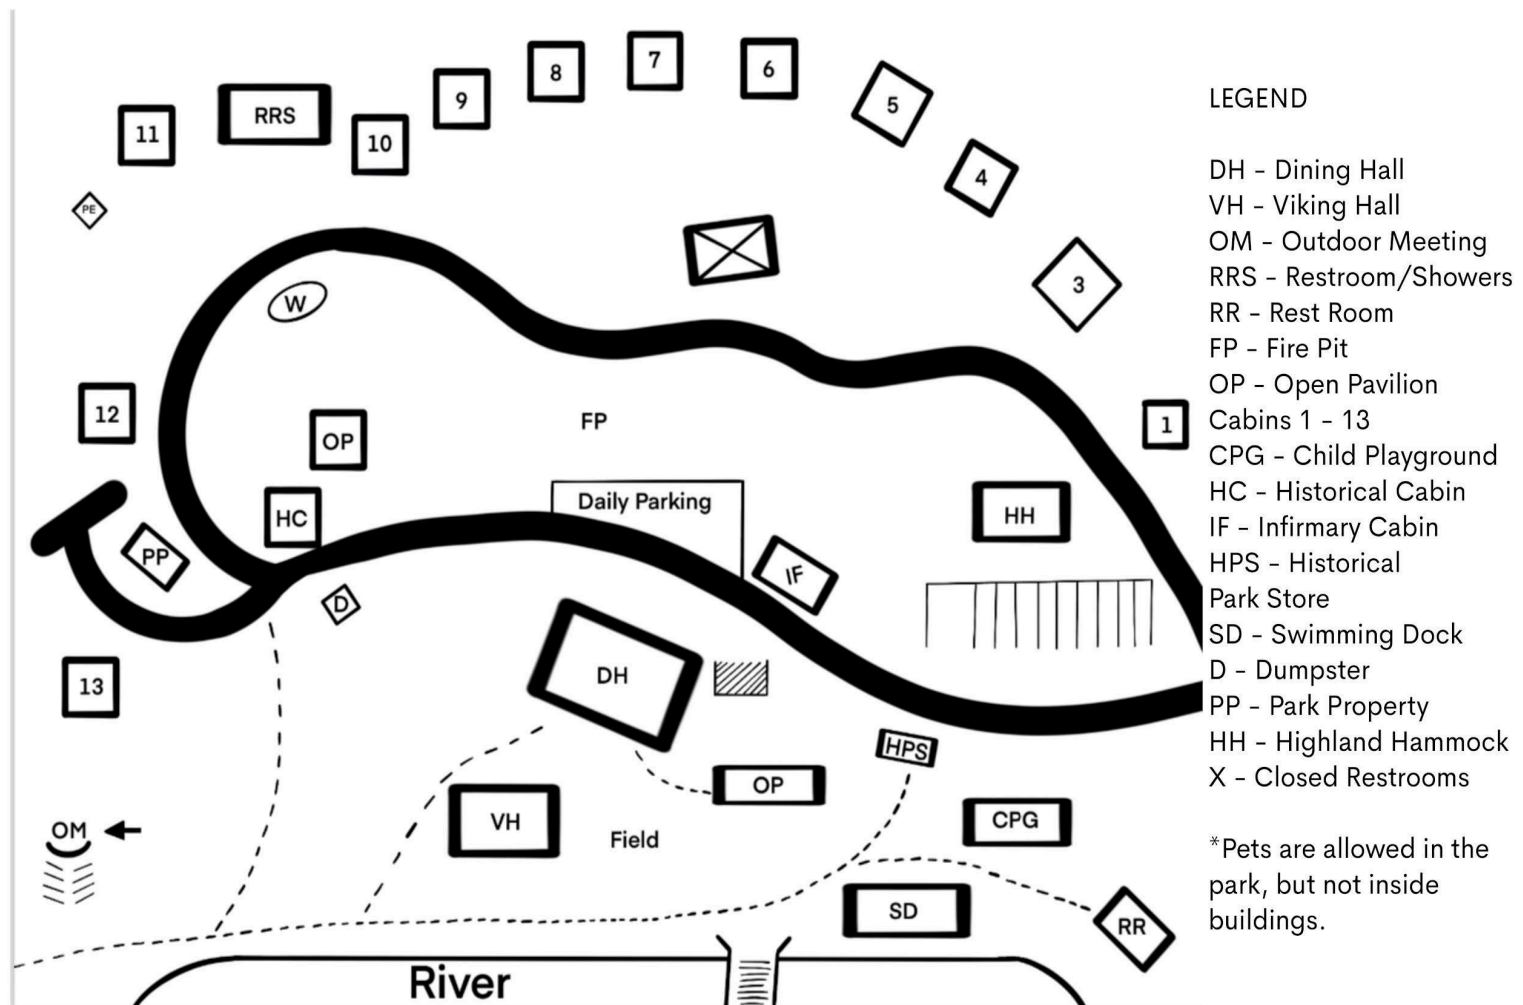 8
7
6
9
5
RRS
11
10
4
PE
3
W
12
OP
FP
1
HC
Daily Parking
HH
PP
IF
D
DH
13
HPS
OP
VH
Field
CPG
OM
SD
RR
River
LEGEND
DH - Dining Hall
VH - Viking Hall
OM - Outdoor Meeting
RRS - Restroom/Showers
RR - Rest Room
FP - Fire Pit
OP - Open Pavilion
Cabins 1 - 13
CPG - Child Playground
HC - Historical Cabin
IF - Infirmary Cabin
HPS - Historical
Park Store
SD - Swimming Dock
D - Dumpster
PP - Park Property
HH - Highland Hammock
X - Closed Restrooms
*Pets are allowed in the
park, but not inside
buildings.